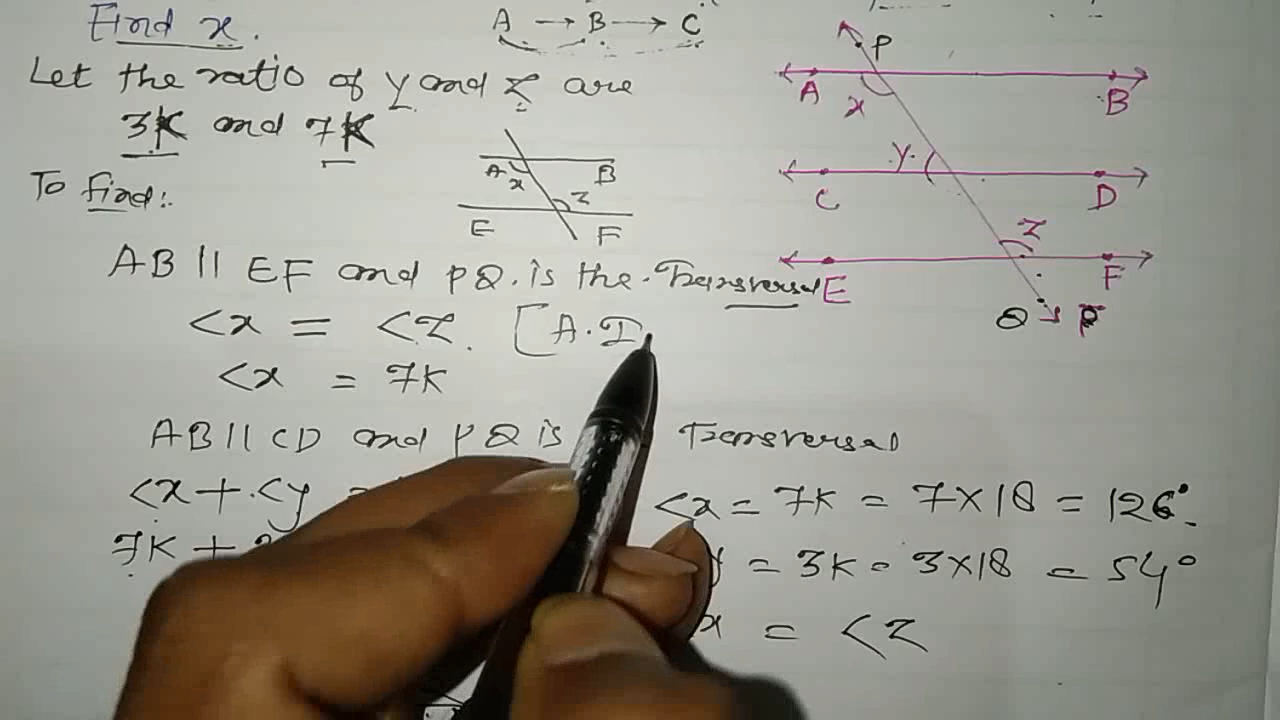 Find x.
A → B → C
Let the ratio of y and z are
3K and 7K
To find:
A B
x
z
E F
AB || EF and PQ. is the Transversal
<x = <z. [A.I
<x = 7K
AB || CD and PQ is Transversal
<x + <y =
7K +
<x = 7K = 7×18 = 126°
= 3K = 3×18 = 54°
x = <z
P
A B
x
y
C D
z
E F
Q